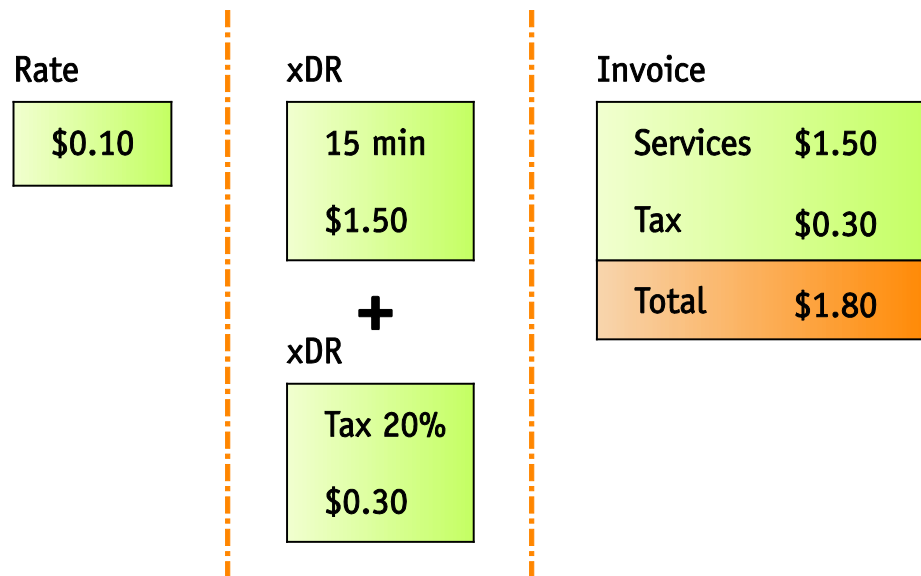 Rate
$0.10
xDR
15 min
$1.50
+
xDR
Tax 20%
$0.30
Invoice
Services $1.50
Tax $0.30
Total $1.80